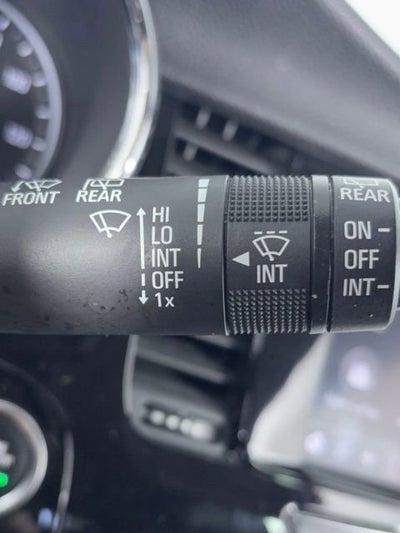 FRONT
REAR
HI
LO
INT
OFF
1x
INT
REAR
ON
OFF
INT